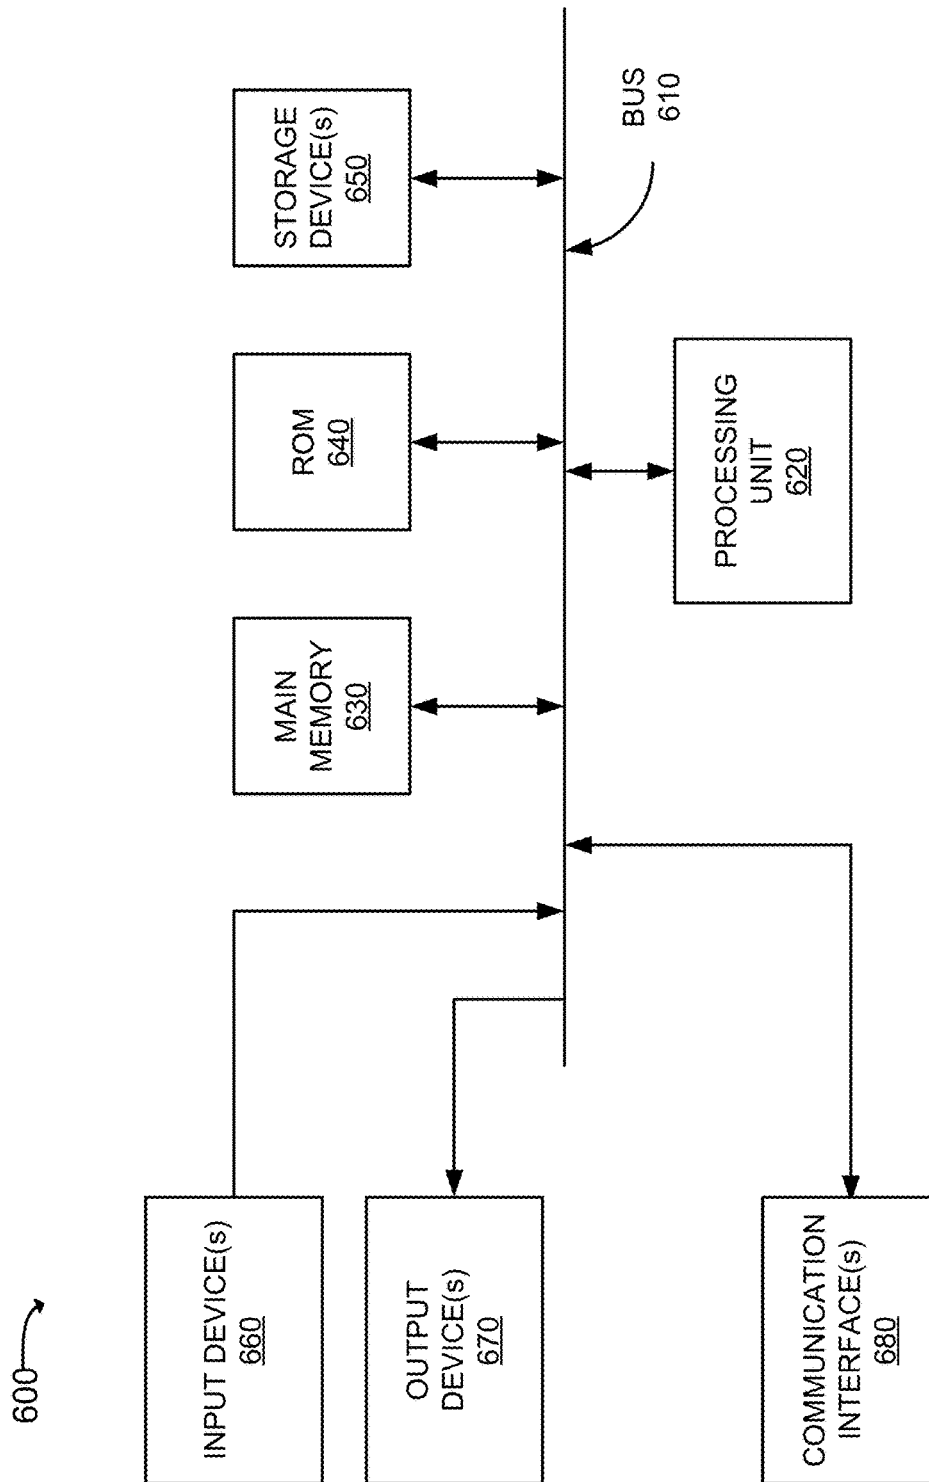 600
INPUT DEVICE(s)
660
MAIN
MEMORY
630
ROM
640
STORAGE
DEVICE(s)
650
OUTPUT
DEVICE(s)
670
BUS
610
COMMUNICATION
INTERFACE(s)
680
PROCESSING
UNIT
620